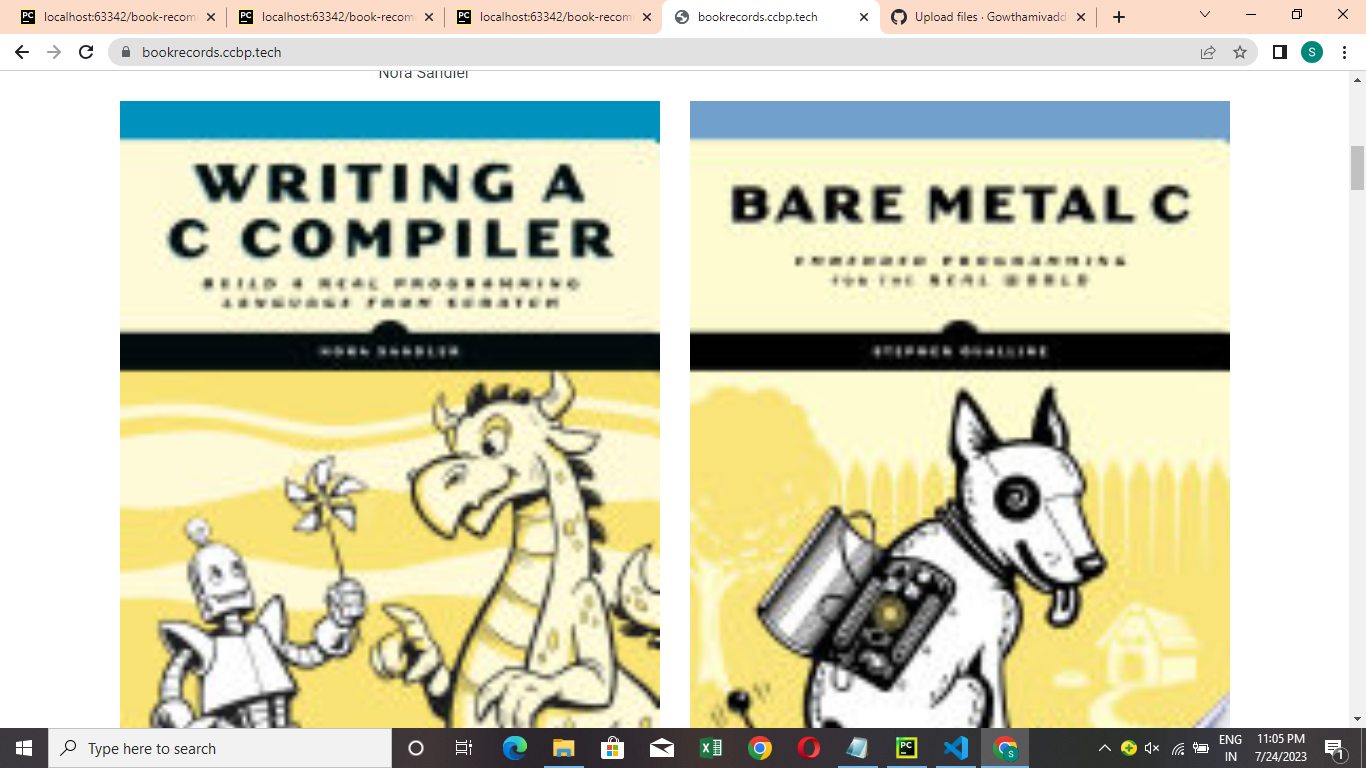 localhost:63342/book-recom
localhost:63342/book-recom
localhost:63342/book-recom
bookrecords.ccbp.tech
Upload files · Gowthamivadd
bookrecords.ccbp.tech
S
Nora Sandler
WRITING A
C COMPILER
BUILD A REAL PROGRAMMING
LANGUAGE FROM SCRATCH
NORA SANDLER
BARE METAL C
EMBEDDED PROGRAMMING
FOR THE REAL WORLD
STEPHEN OUALLINE
Type here to search
ENG
IN
11:05 PM
7/24/2023
1